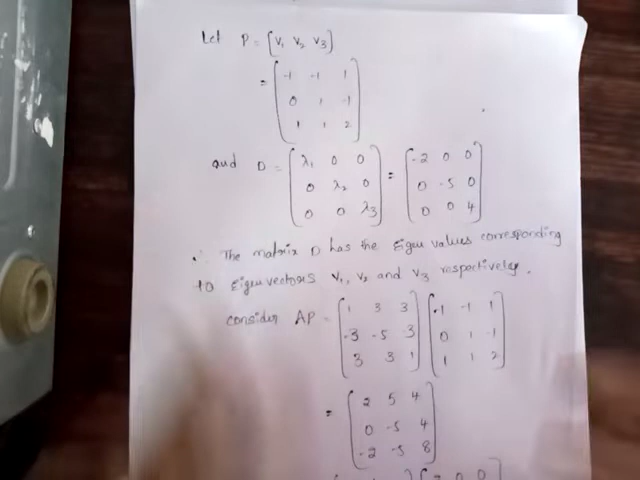 Let P = [v₁ v₂ v₃]
= [-1 -1 1
0 1 -1
1 1 2]
and D = [λ₁ 0 0
0 λ₂ 0
0 0 λ₃] = [-2 0 0
0 -5 0
0 0 4]
∴ The matrix D has the Eigen values corresponding
to Eigen vectors v₁, v₂ and v₃ respectively.
consider AP = [1 3 3
-3 -5 3
3 3 1] [-1 -1 1
0 1 -1
1 1 2]
= [2 5 4
0 -5 4
-2 -5 8]